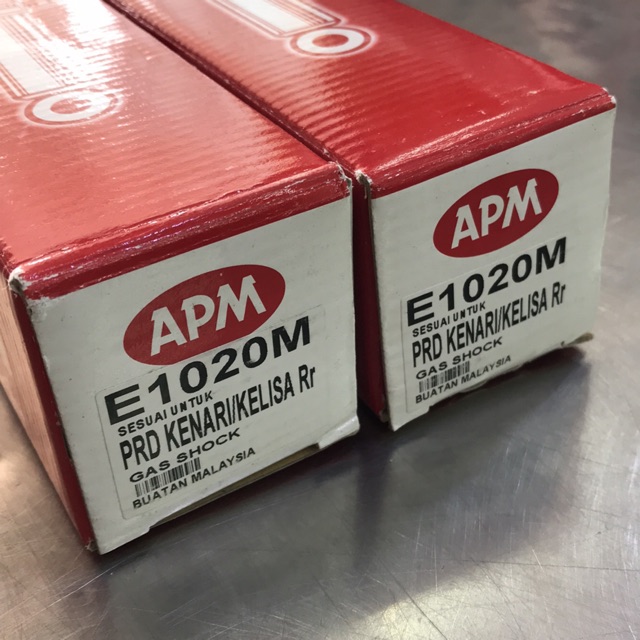 APM
E1020M
SESUAI UNTUK
PRD KENARI/KELISA Rr
GAS SHOCK
BUATAN MALAYSIA
APM
E1020M
SESUAI UNTUK
PRD KENARI/KELISA Rr
GAS SHOCK
BUATAN MALAYSIA